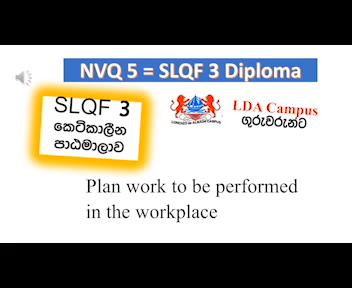 NVQ 5 = SLQF 3 Diploma
SLQF 3
කෙටිකාලීන
පාඨමාලාව
LDA Campus
ගුරුවරුන්ට
Plan work to be performed
in the workplace